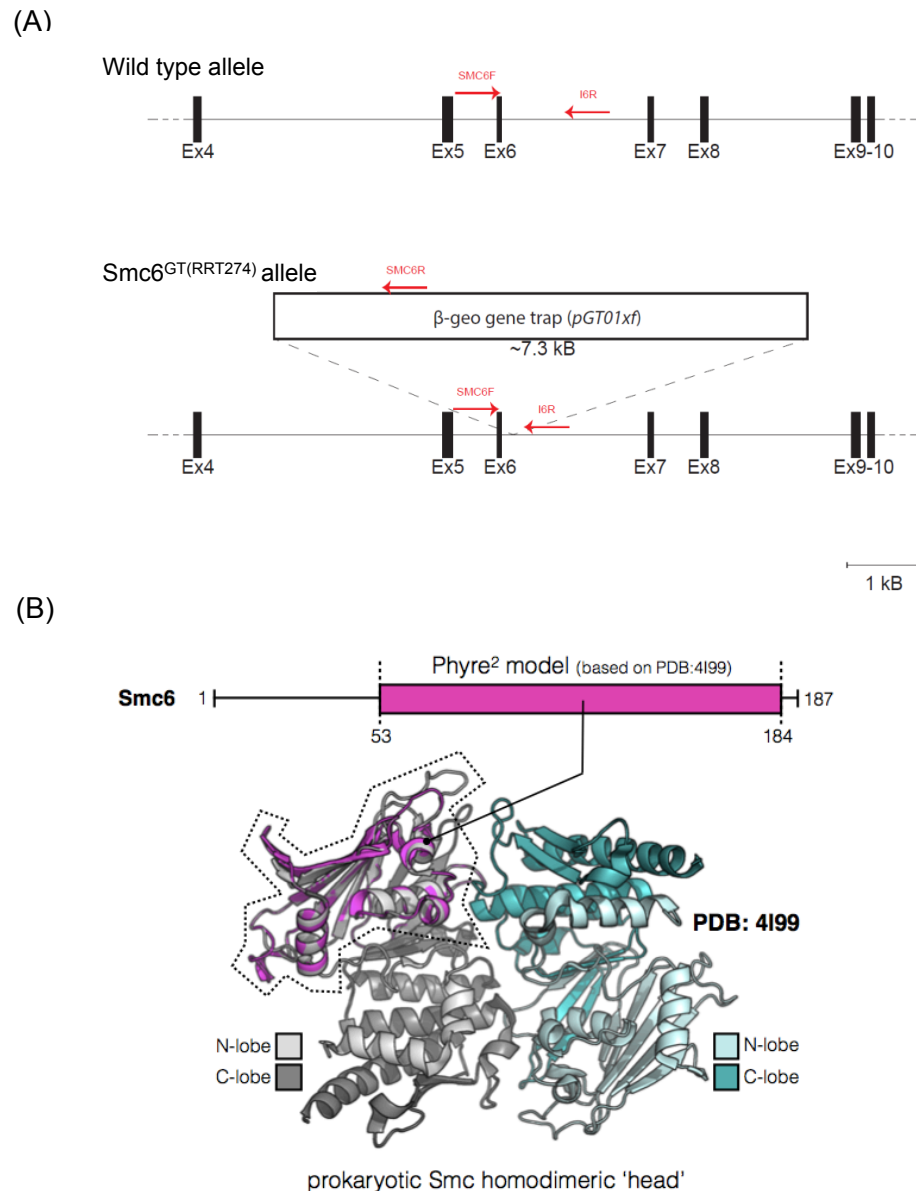 (A)
Wild type allele
SMC6F
I6R
Ex4 Ex5 Ex6 Ex7 Ex8 Ex9-10
Smc6GT(RRT274) allele
SMC6R
β-geo gene trap (pGT01xf)
~7.3 kB
SMC6F
I6R
Ex4 Ex5 Ex6 Ex7 Ex8 Ex9-10
1 kB
(B)
Phyre² model (based on PDB:4I99)
Smc6 1 187
53 184
PDB: 4I99
N-lobe N-lobe
C-lobe C-lobe
prokaryotic Smc homodimeric 'head'